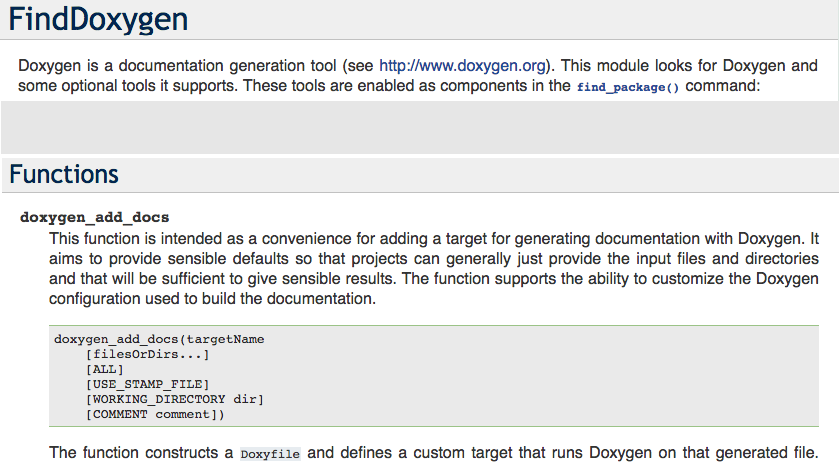 FindDoxygen
Doxygen is a documentation generation tool (see http://www.doxygen.org). This module looks for Doxygen and
some optional tools it supports. These tools are enabled as components in the find_package() command:
Functions
doxygen_add_docs
This function is intended as a convenience for adding a target for generating documentation with Doxygen. It
aims to provide sensible defaults so that projects can generally just provide the input files and directories
and that will be sufficient to give sensible results. The function supports the ability to customize the Doxygen
configuration used to build the documentation.
doxygen_add_docs(targetName
    [filesOrDirs...]
    [ALL]
    [USE_STAMP_FILE]
    [WORKING_DIRECTORY dir]
    [COMMENT comment])
The function constructs a Doxyfile and defines a custom target that runs Doxygen on that generated file.